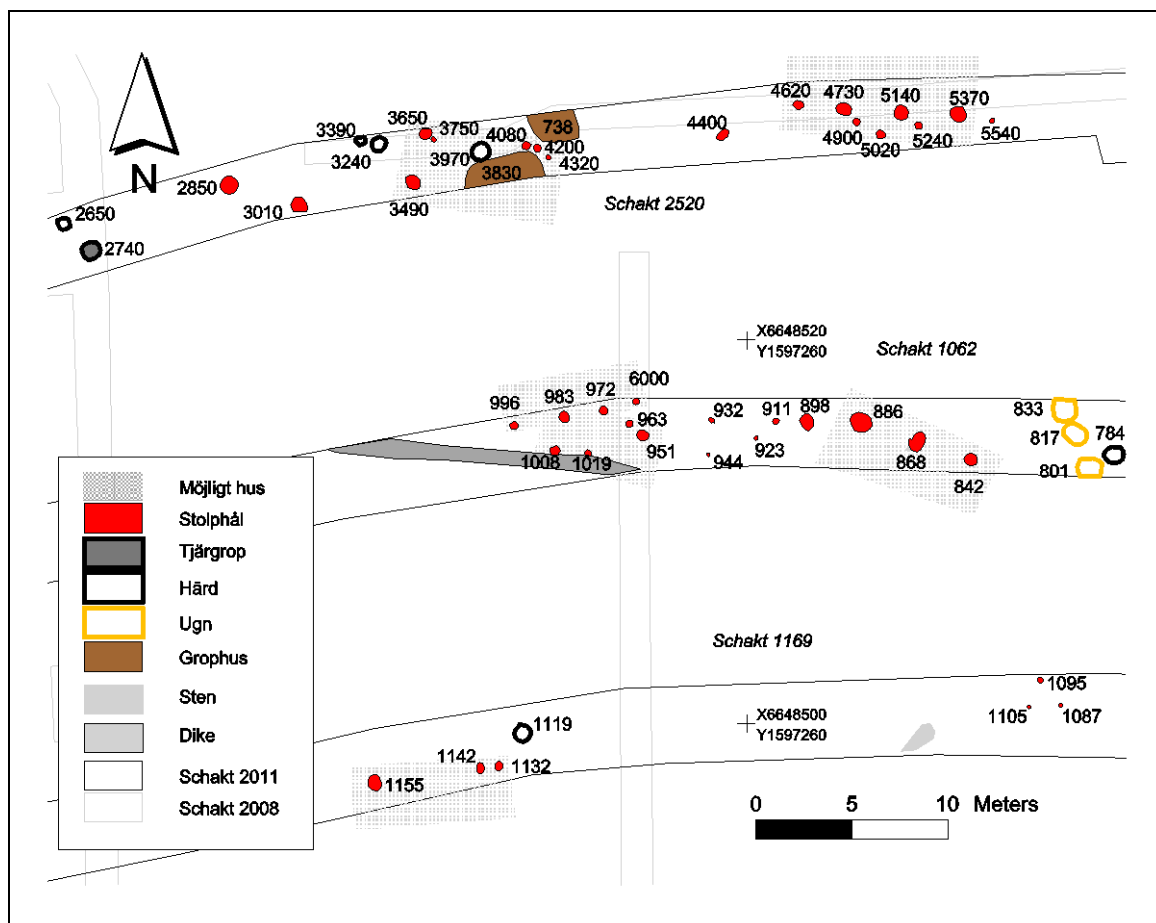 N
4620
4730
5140
5370
4400
4900
5020
5240
5540
3390
3650
3750
4080
738
3240
3970
4200
4320
3830
2850
3010
3490
2650
2740
Schakt 2520
X6648520
Y1597260
Schakt 1062
6000
996
983
972
963
932
911
898
886
833
817
784
1008
1019
951
944
923
868
842
801
Möjligt hus
Stolphål
Tjärgrop
Härd
Ugn
Grophus
Sten
Dike
Schakt 2011
Schakt 2008
Schakt 1169
1095
1105
1087
X6648500
Y1597260
1119
1142
1132
1155
0 5 10 Meters